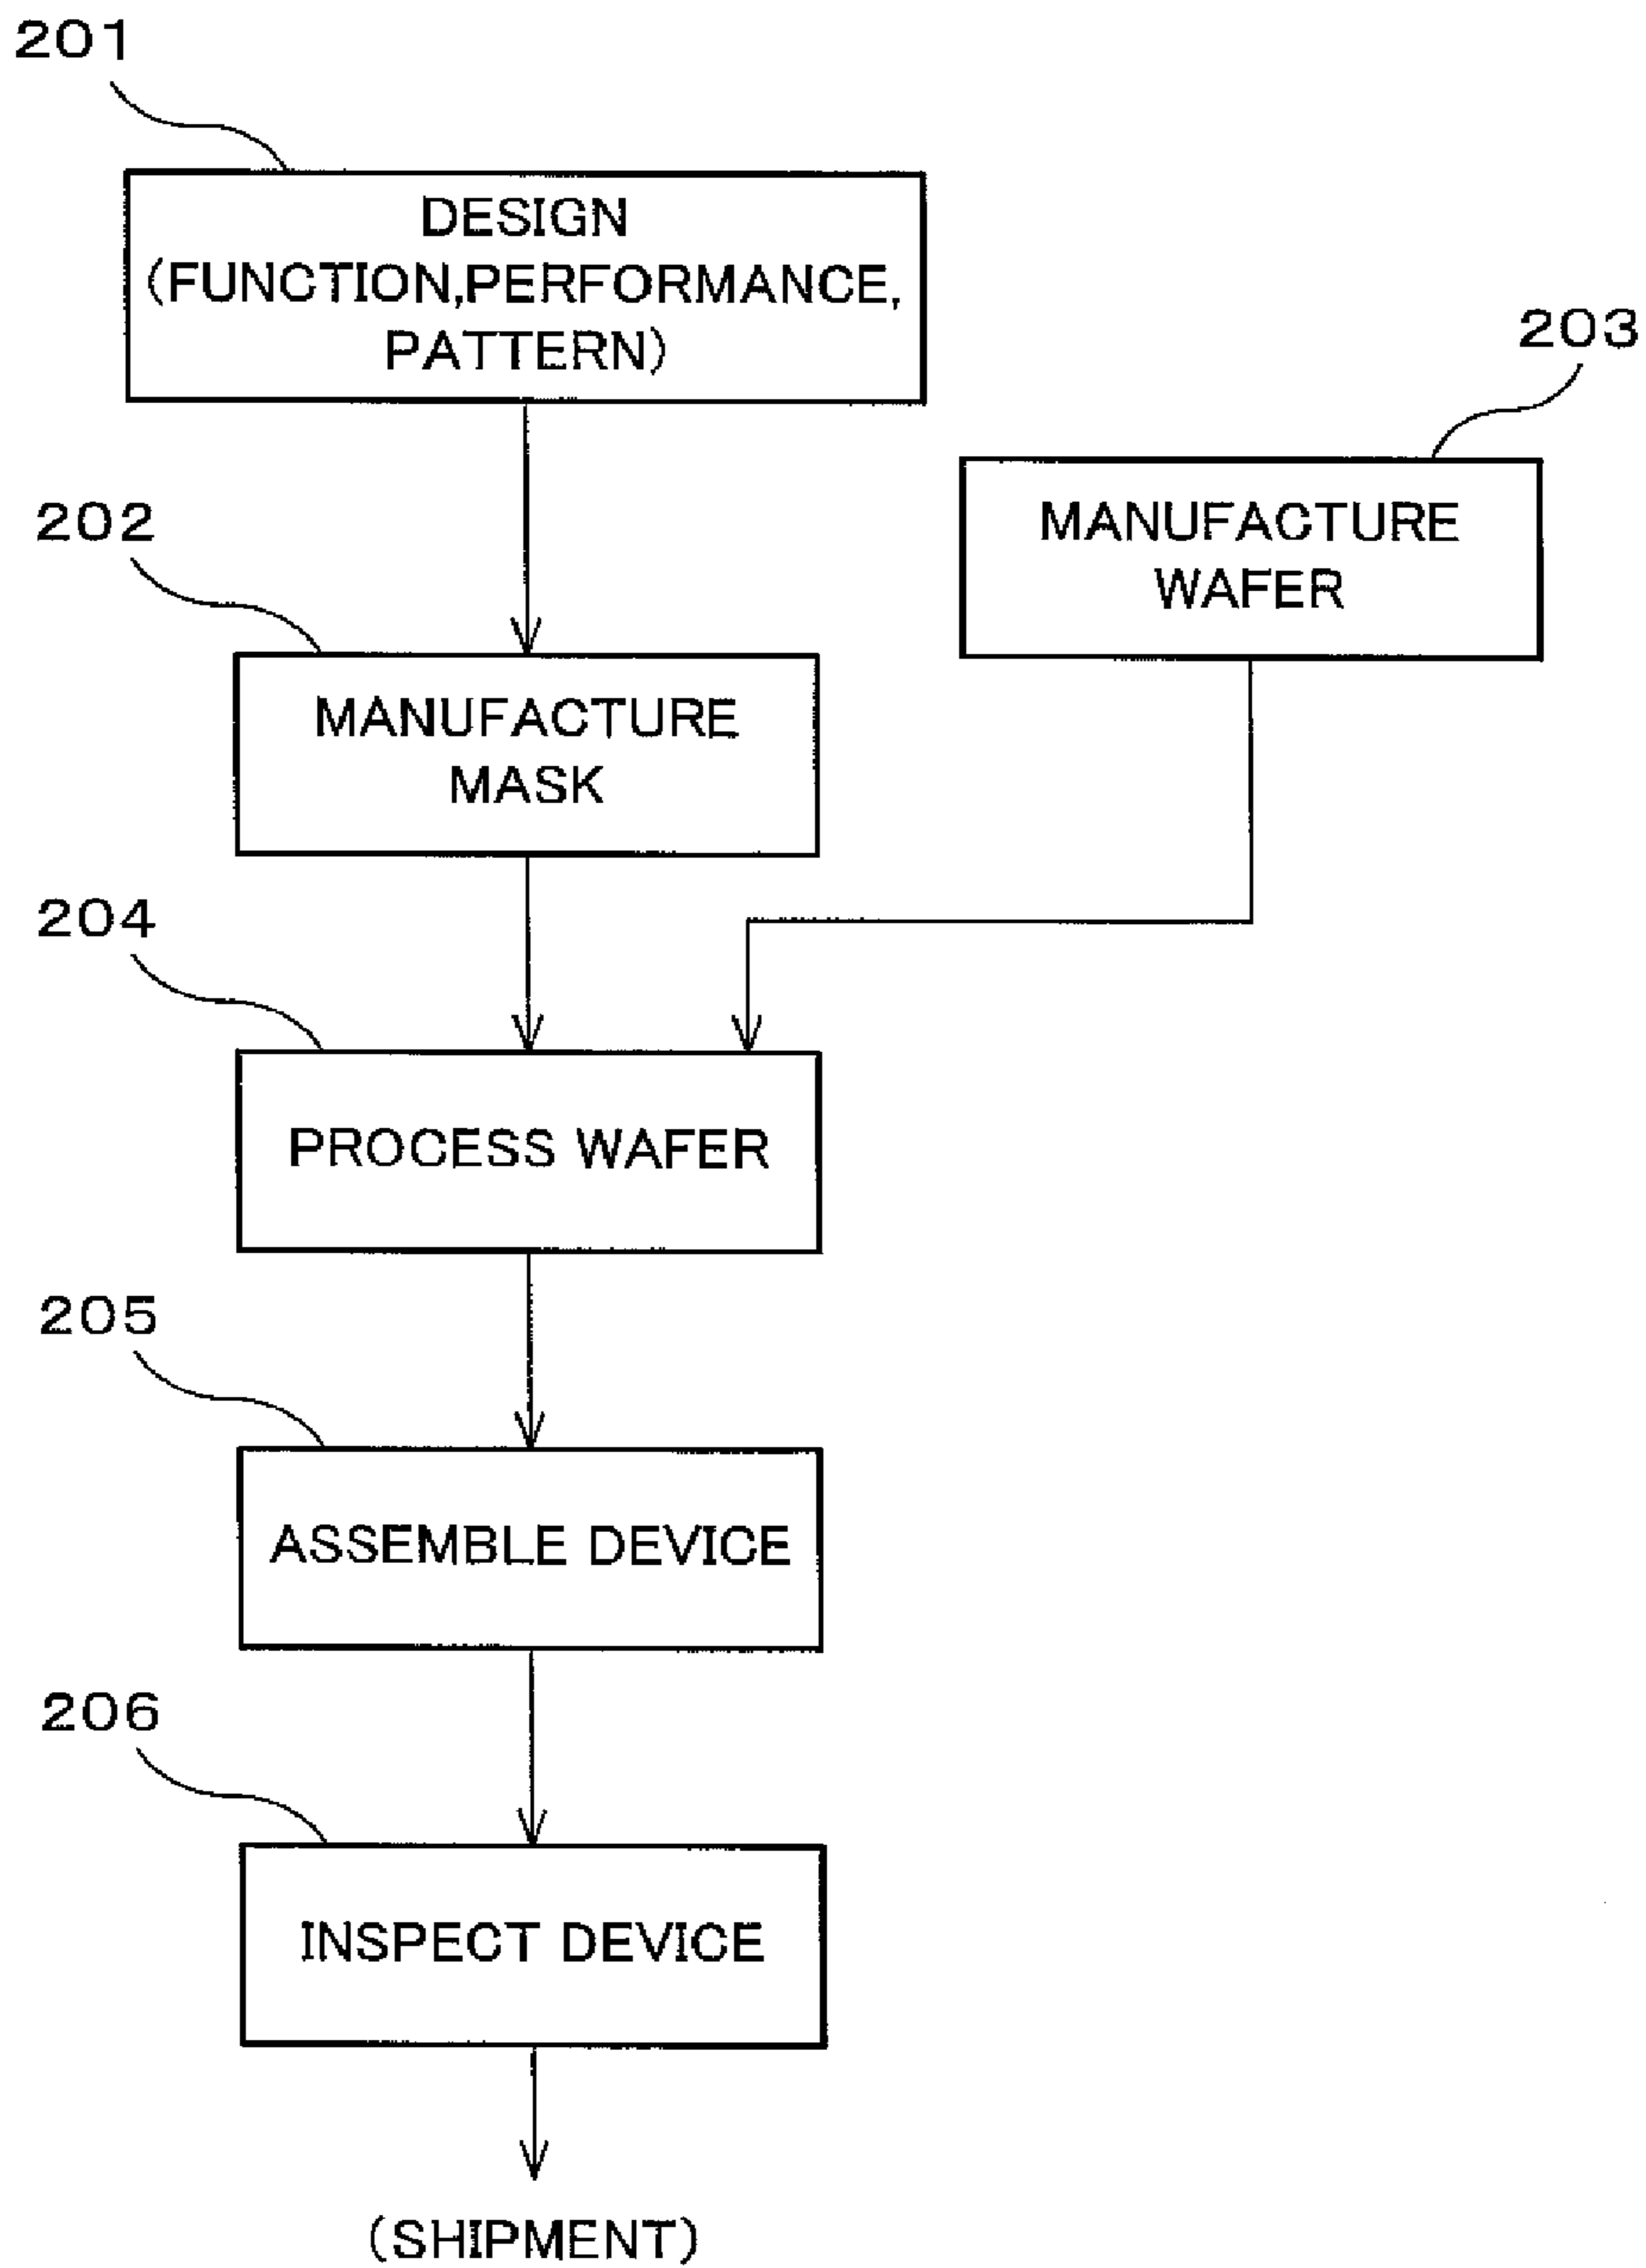 201
DESIGN
(FUNCTION,PERFORMANCE,
PATTERN)
203
MANUFACTURE
WAFER
202
MANUFACTURE
MASK
204
PROCESS WAFER
205
ASSEMBLE DEVICE
206
INSPECT DEVICE
(SHIPMENT)